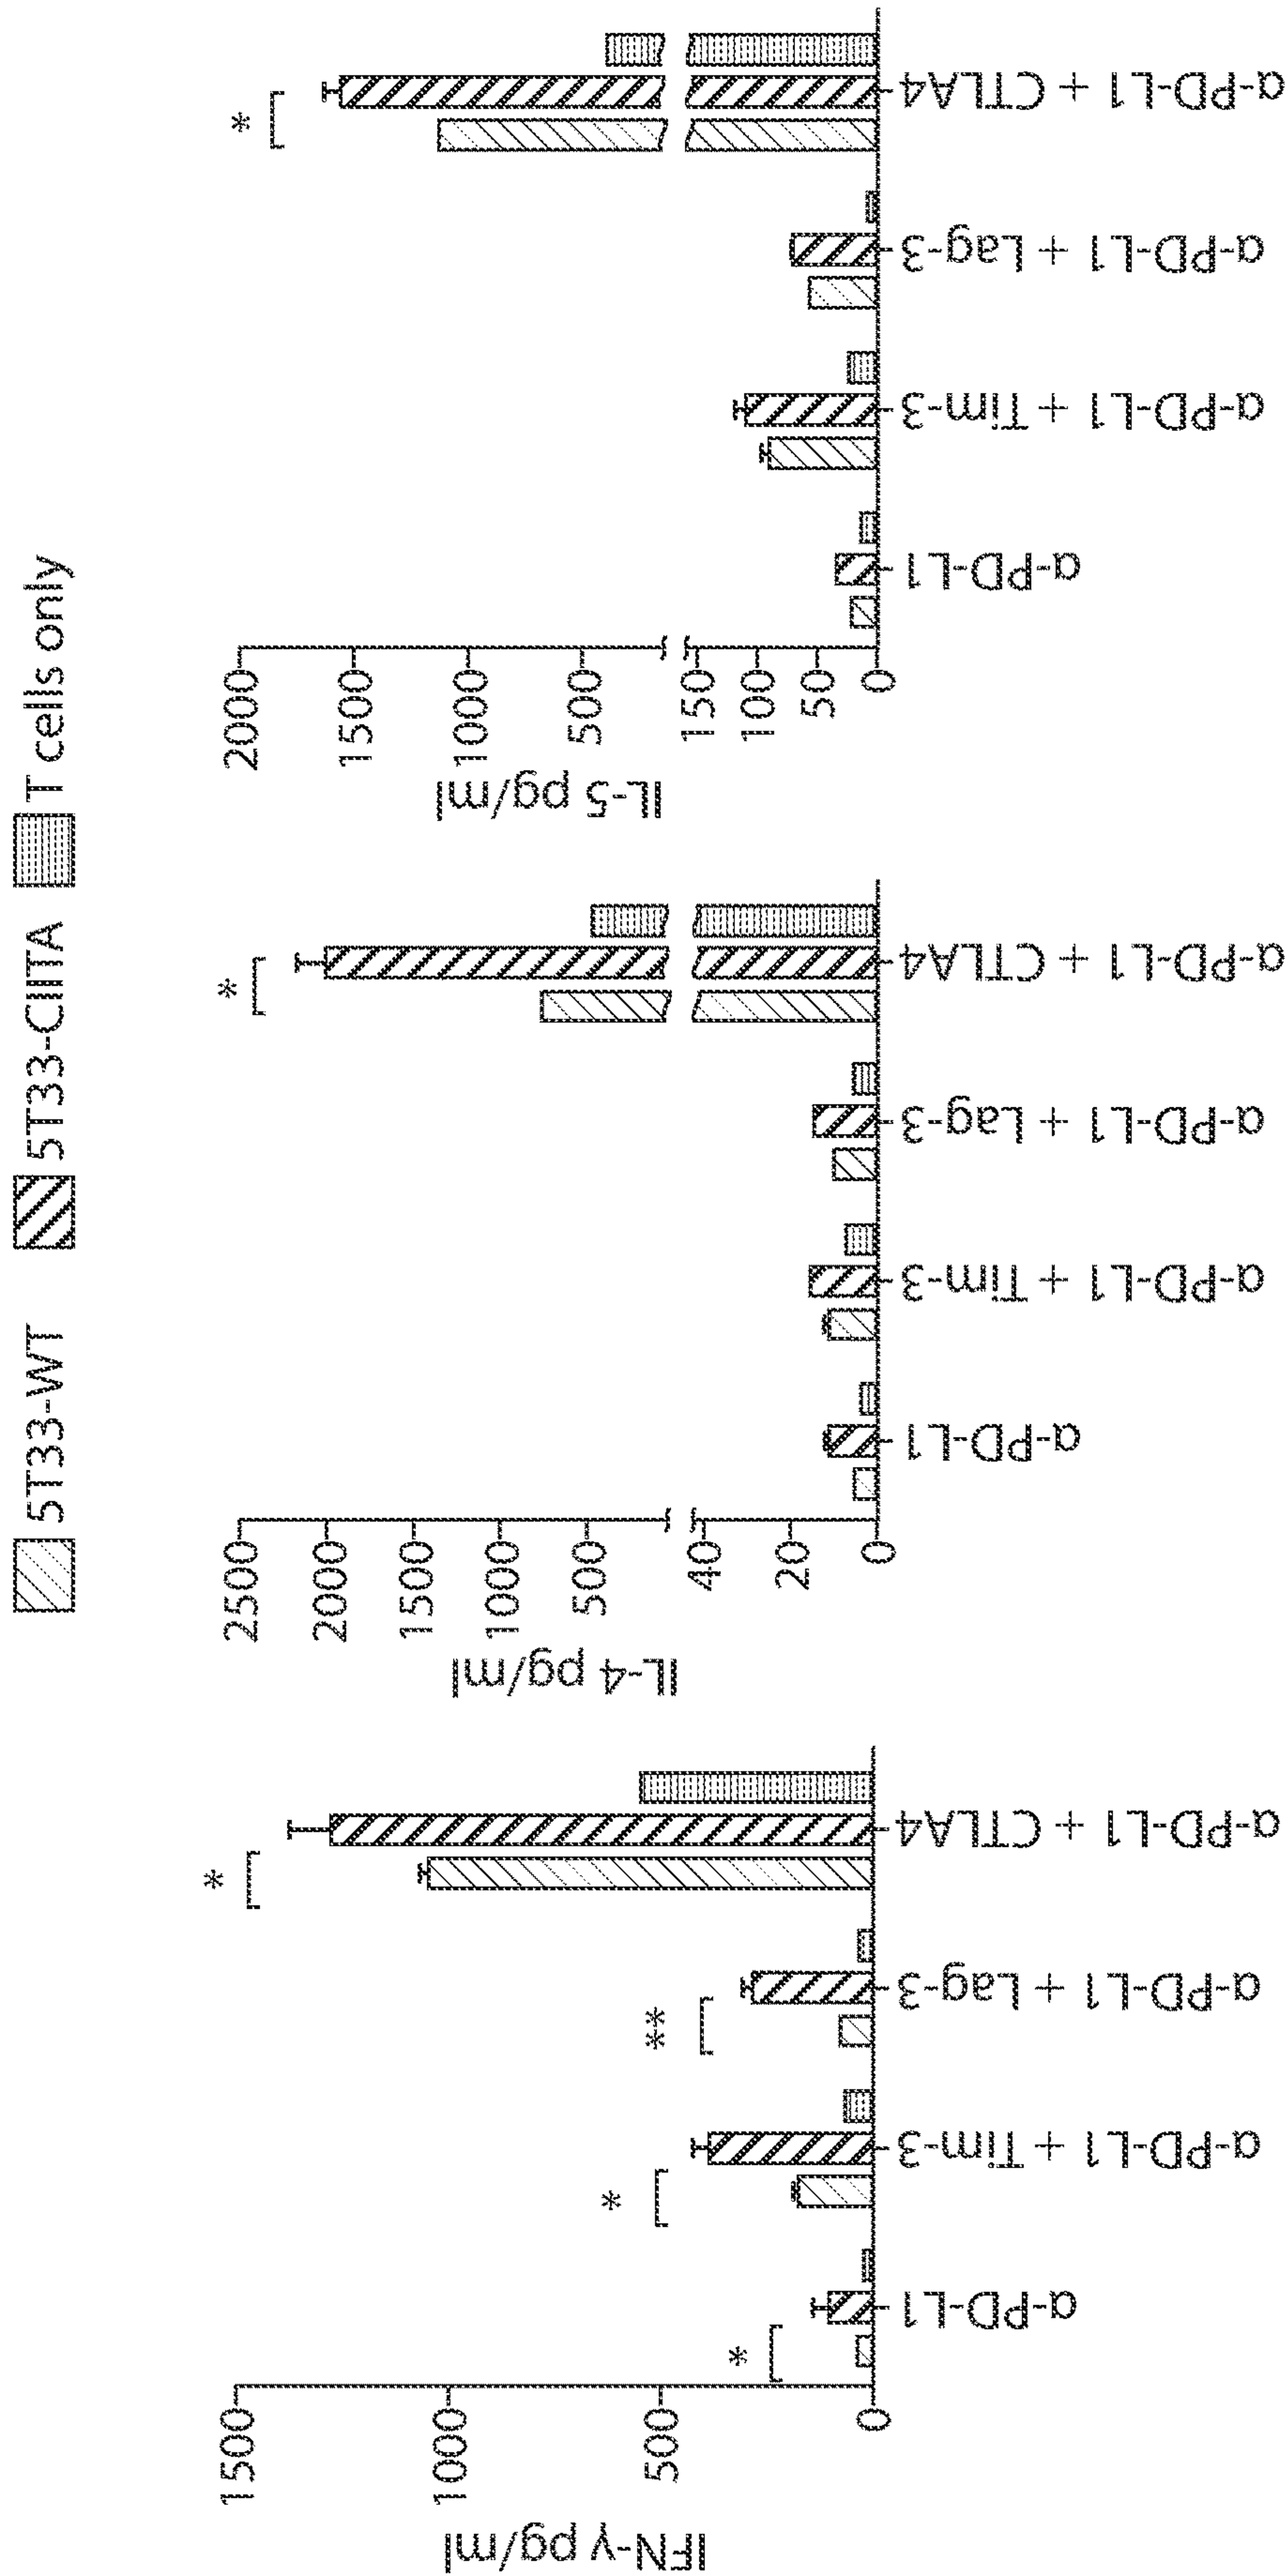 5T33-WT 5T33-CIITA T cells only
IFN-γ pg/ml
1500
1000
500
0
*
*
**
*
α-PD-L1
α-PD-L1 + Tim-3
α-PD-L1 + Lag-3
α-PD-L1 + CTLA4
IL-4 pg/ml
2500
2000
1500
1000
500
40
20
0
*
α-PD-L1
α-PD-L1 + Tim-3
α-PD-L1 + Lag-3
α-PD-L1 + CTLA4
IL-5 pg/ml
2000
1500
1000
500
150
100
50
0
*
α-PD-L1
α-PD-L1 + Tim-3
α-PD-L1 + Lag-3
α-PD-L1 + CTLA4